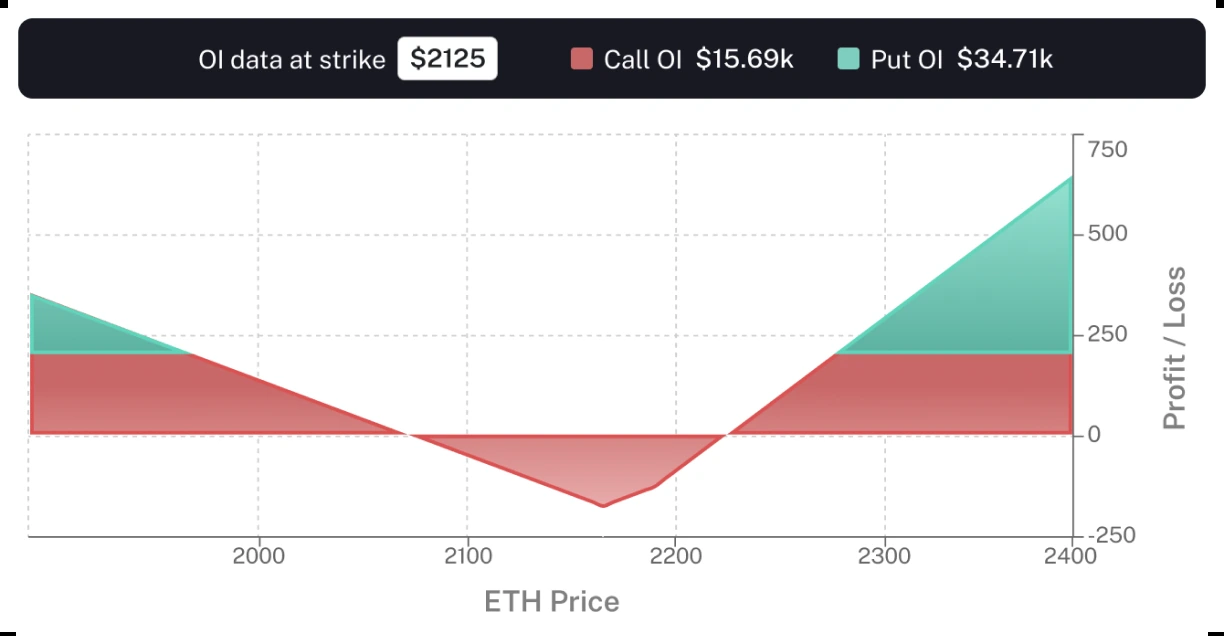 OI data at strike $2125 Call OI $15.69k Put OI $34.71k
750
500
250
0
-250
2000 2100 2200 2300 2400
ETH Price
Profit / Loss